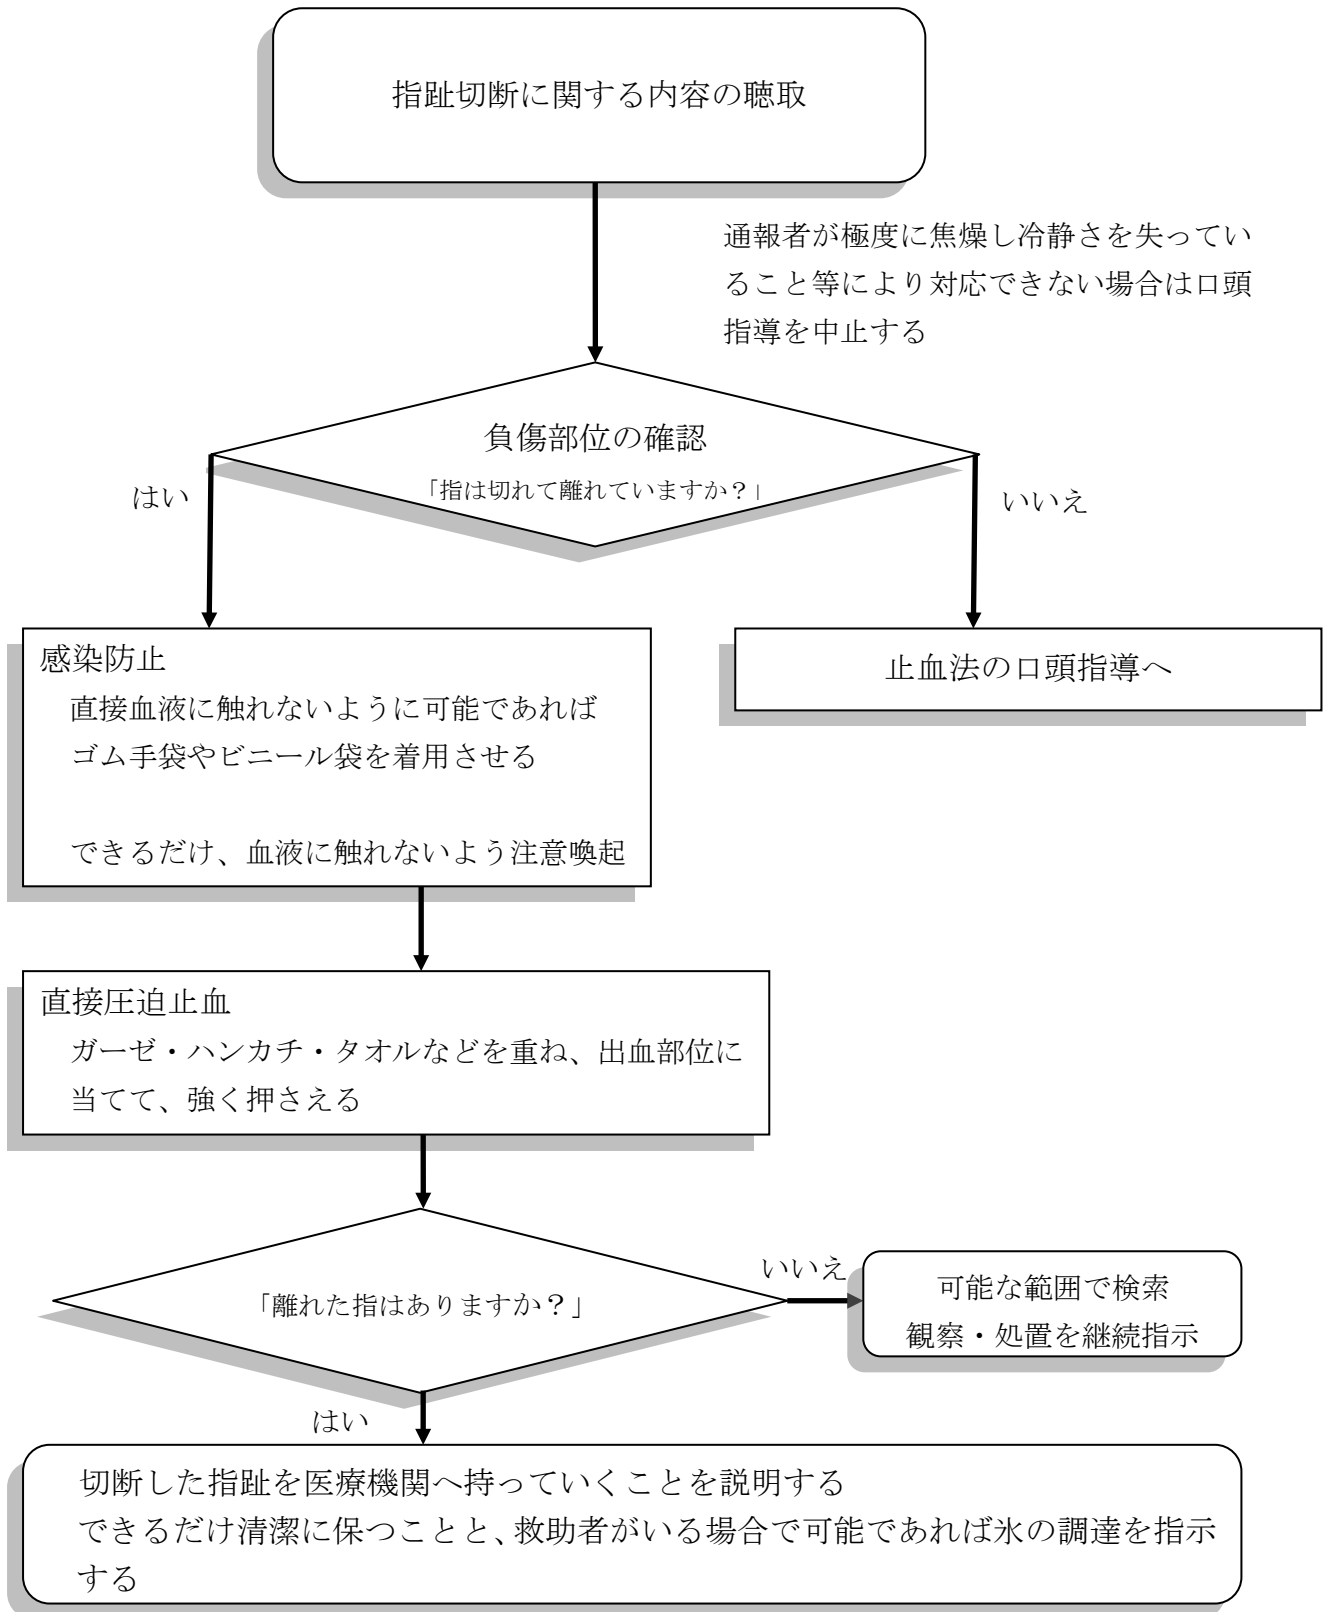 指趾切断に関する内容の聴取
通報者が極度に焦燥し冷静さを失ってい
ること等により対応できない場合は口頭
指導を中止する
負傷部位の確認
「指は切れて離れていますか？」
はい
いいえ
感染防止
直接血液に触れないように可能であれば
ゴム手袋やビニール袋を着用させる
できるだけ、血液に触れないよう注意喚起
止血法の口頭指導へ
直接圧迫止血
ガーゼ・ハンカチ・タオルなどを重ね、出血部位に
当てて、強く押さえる
「離れた指はありますか？」
いいえ
可能な範囲で検索
観察・処置を継続指示
はい
切断した指趾を医療機関へ持っていくことを説明する
できるだけ清潔に保つことと、救助者がいる場合で可能であれば氷の調達を指示
する